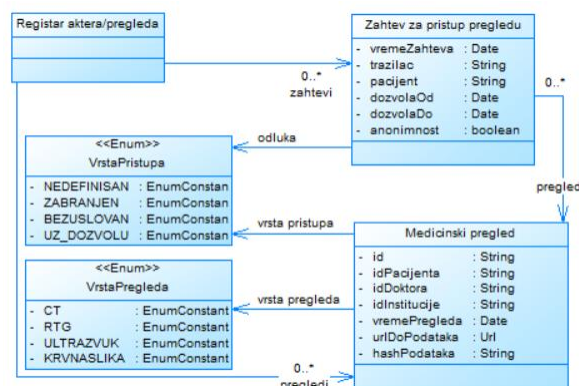 Registar aktera/pregleda
Zahtev za pristup pregledu
- vremeZahteva : Date
- trazilac : String
- pacijent : String
- dozvolaOd : Date
- dozvolaDo : Date
- anonimnost : boolean
0..*
zahtevi
0..*
odluka
<<Enum>>
VrstaPristupa
- NEDEFINISAN : EnumConstan
- ZABRANJEN : EnumConstan
- BEZUSLOVAN : EnumConstan
- UZ_DOZVOLU : EnumConstan
pregled
vrsta pristupa
Medicinski pregled
- id : String
- idPacijenta : String
- idDoktora : String
- idInstitucije : String
- vremePregleda : Date
- urlDoPodataka : Url
- hashPodataka : String
<<Enum>>
VrstaPregleda
- CT : EnumConstant
- RTG : EnumConstant
- ULTRAZVUK : EnumConstant
- KRVNASLIKA : EnumConstant
vrsta pregleda
0..*
pregledi